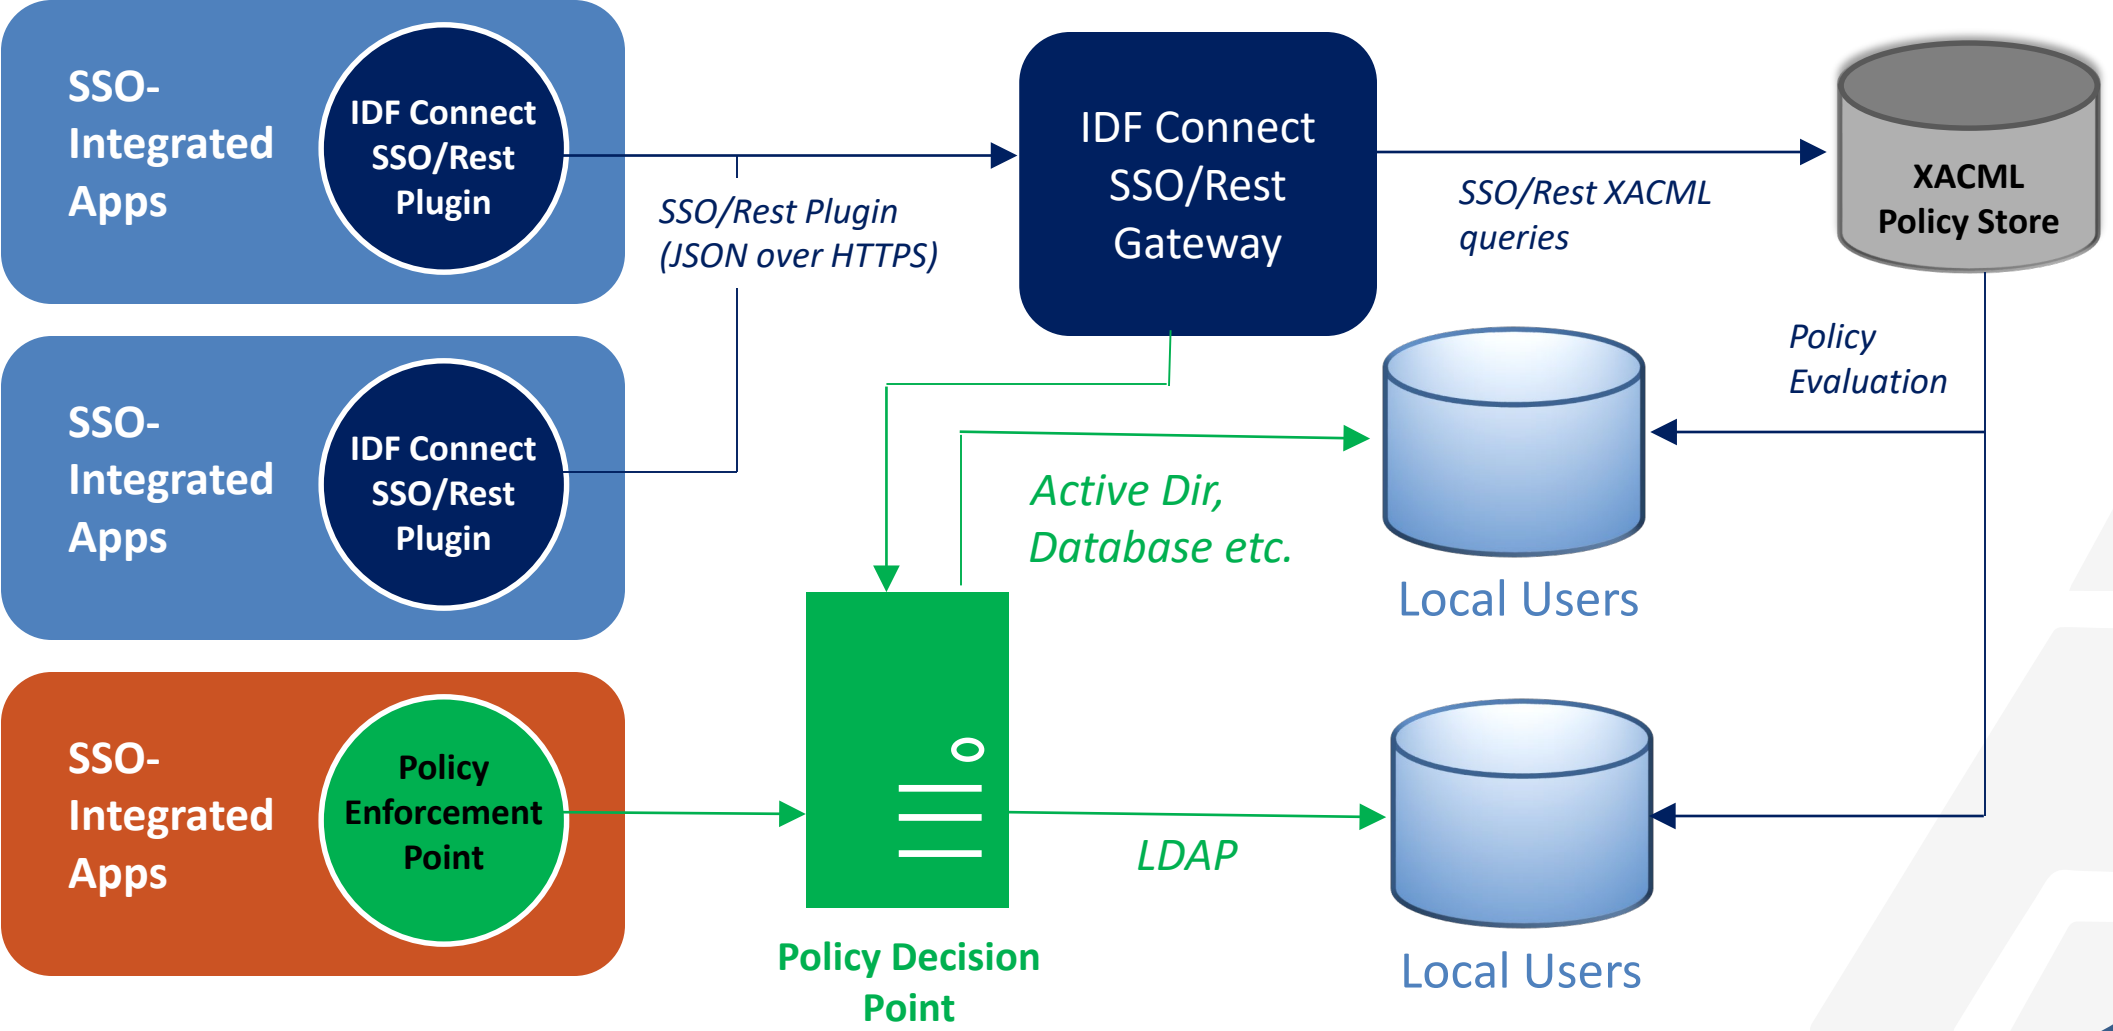 SSO-
Integrated
Apps
IDF Connect
SSO/Rest
Plugin
SSO/Rest Plugin
(JSON over HTTPS)
IDF Connect
SSO/Rest
Gateway
SSO/Rest XACML
queries
XACML
Policy Store
SSO-
Integrated
Apps
IDF Connect
SSO/Rest
Plugin
Policy
Evaluation
Active Dir,
Database etc.
Local Users
SSO-
Integrated
Apps
Policy
Enforcement
Point
Policy Decision
Point
LDAP
Local Users